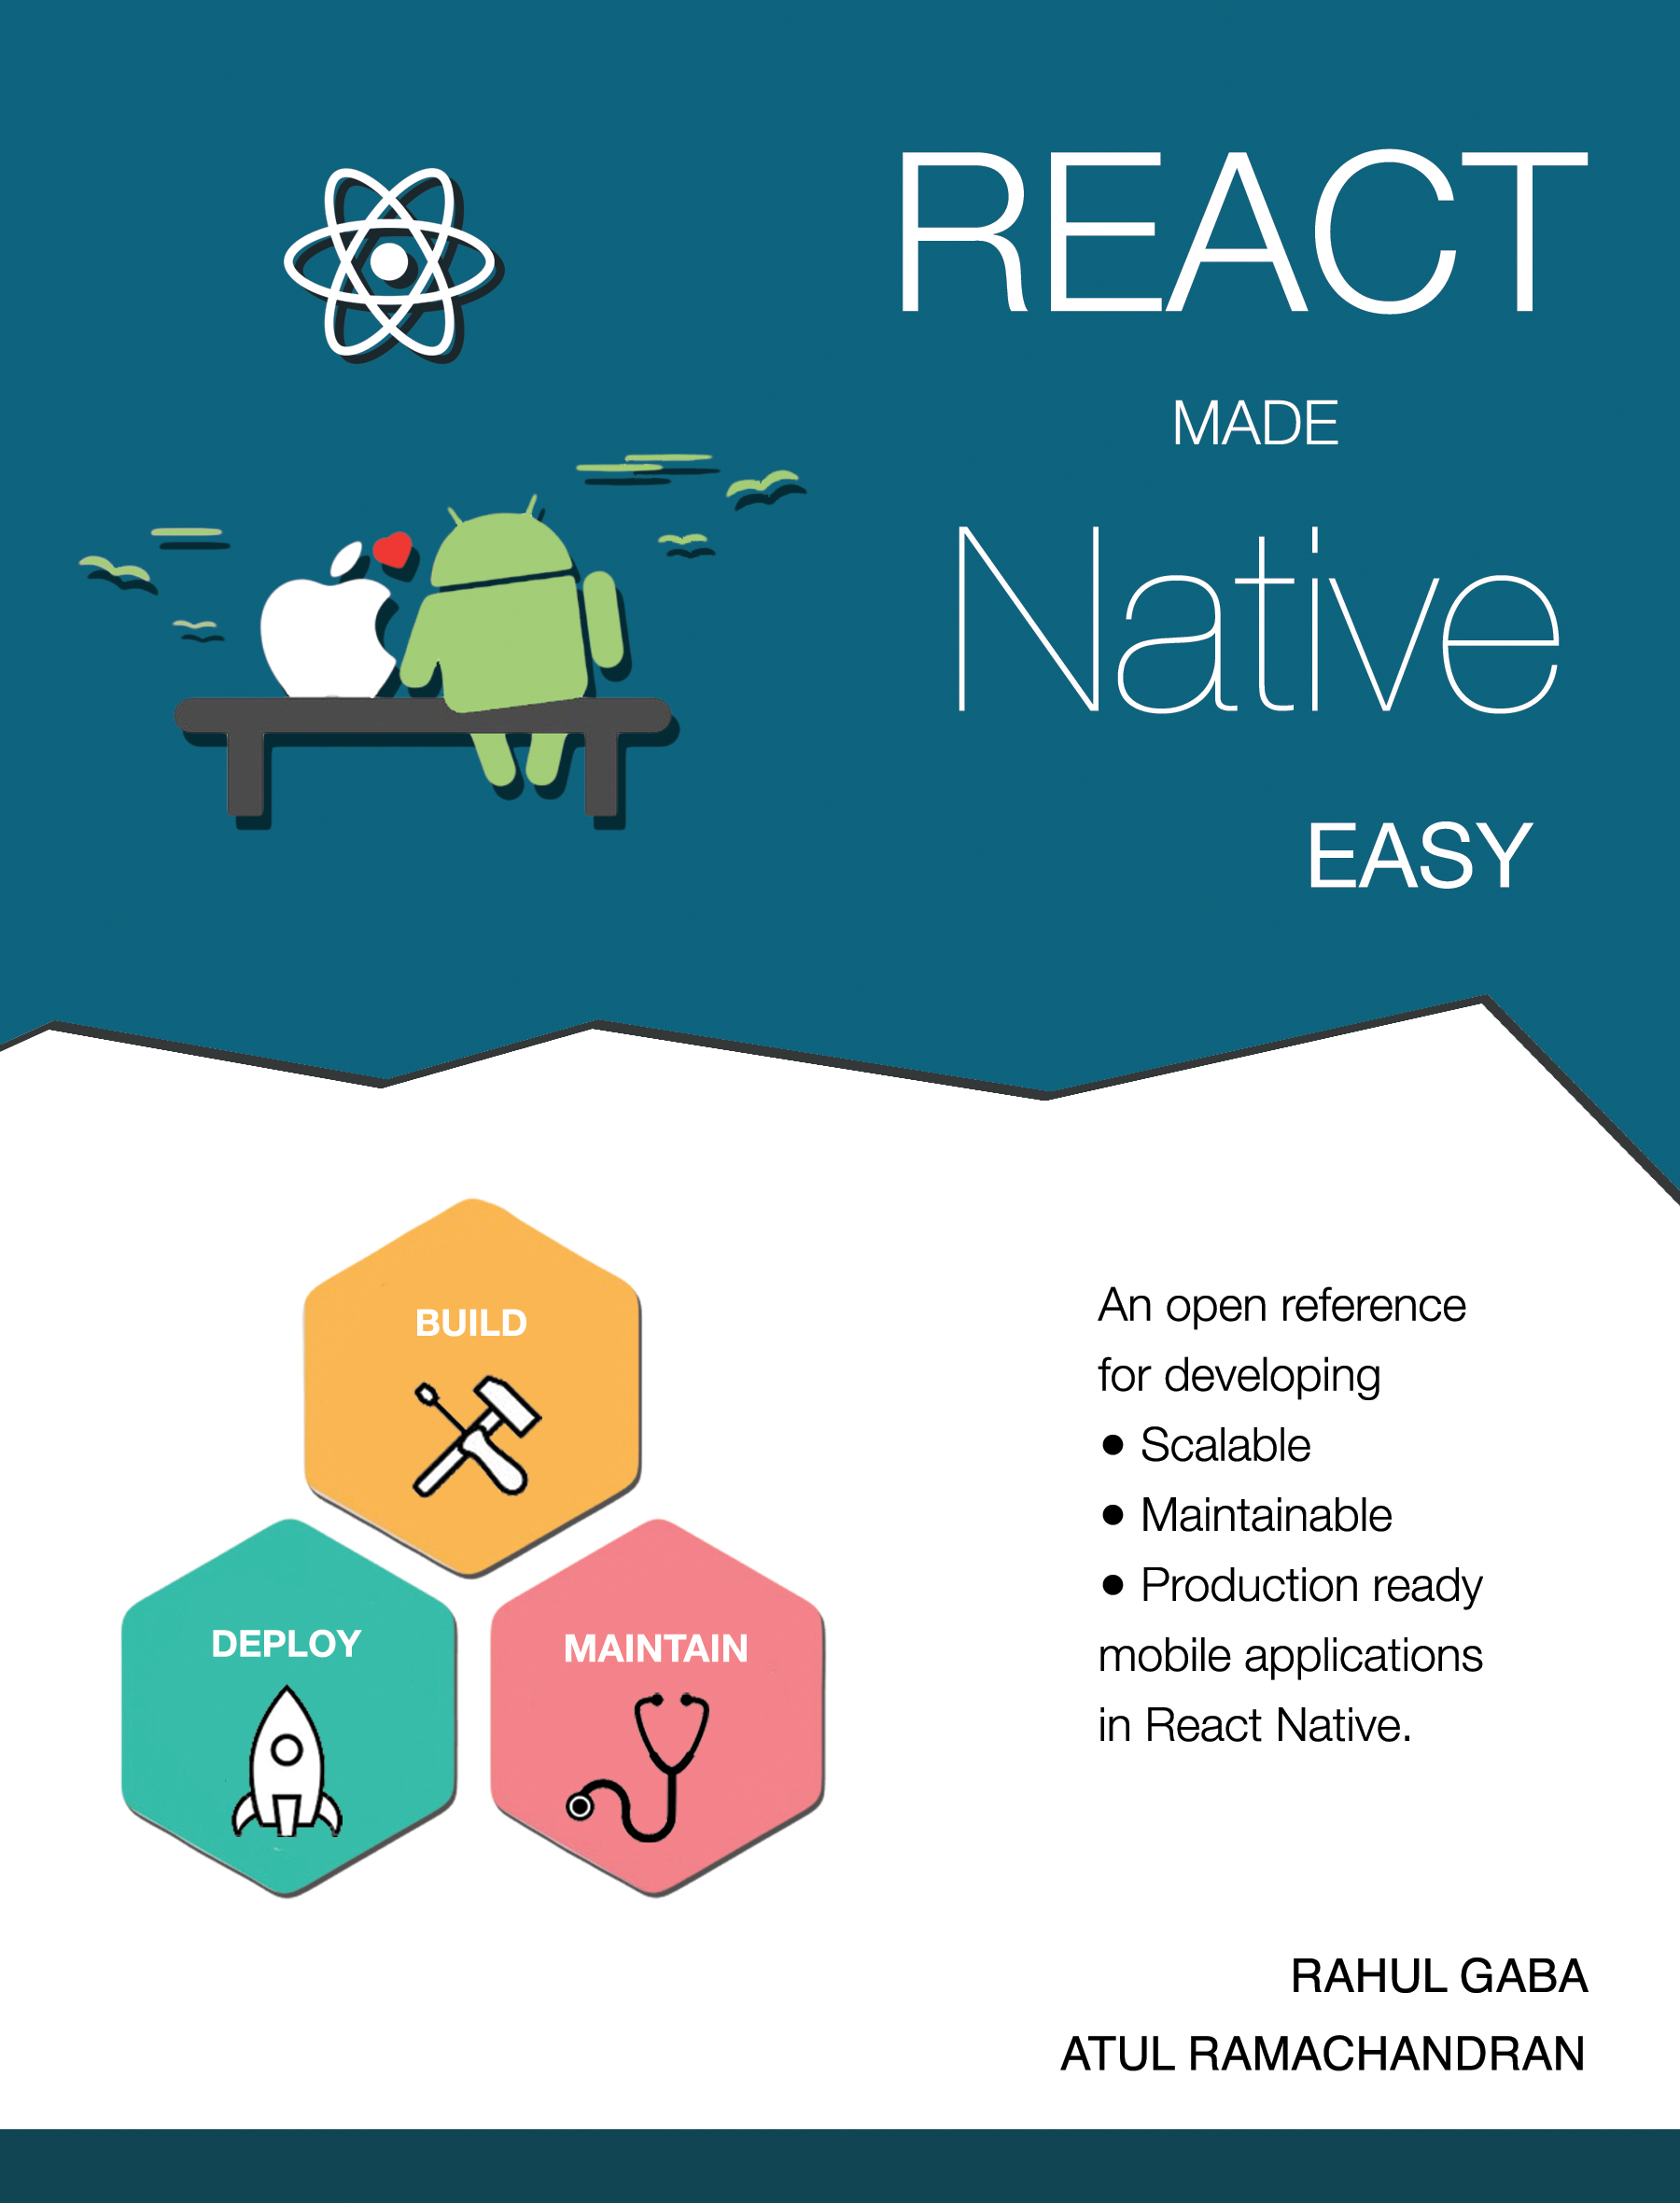 REACT
MADE
Native
EASY
BUILD
DEPLOY
MAINTAIN
An open reference
for developing
● Scalable
● Maintainable
● Production ready
mobile applications
in React Native.
RAHUL GABA
ATUL RAMACHANDRAN